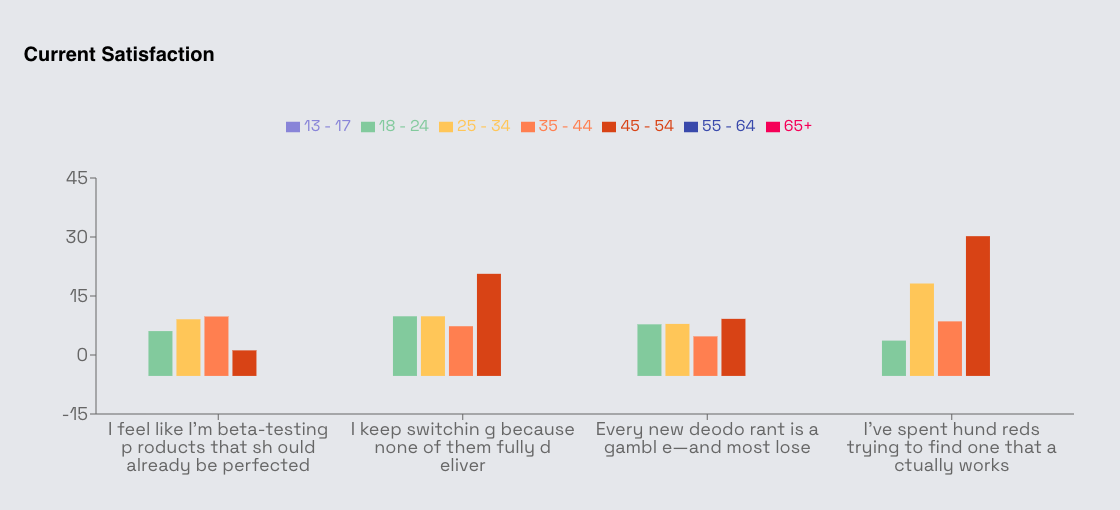 Current Satisfaction
13 - 17 18 - 24 25 - 34 35 - 44 45 - 54 55 - 64 65+
45
30
15
0
-15
I feel like I'm beta-testing
p roducts that sh ould
already be perfected
I keep switchin g because
none of them fully d
eliver
Every new deodo rant is a
gambl e—and most lose
I've spent hund reds
trying to find one that a
ctually works